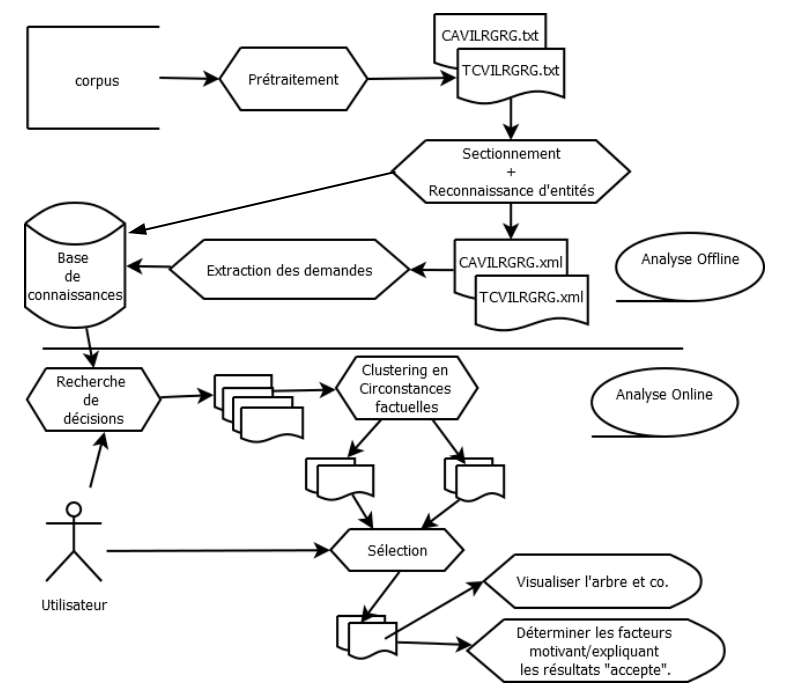 CAVILRGRG.txt
corpus
Prétraitement
TCVILRGRG.txt
Sectionnement
+
Reconnaissance d'entités
Base
de
connaissances
Extraction des demandes
CAVILRGRG.xml
TCVILRGRG.xml
Analyse Offline
Recherche
de
décisions
Clustering en
Circonstances
factuelles
Analyse Online
Sélection
Utilisateur
Visualiser l'arbre et co.
Déterminer les facteurs
motivant/expliquant
les résultats "accepte".